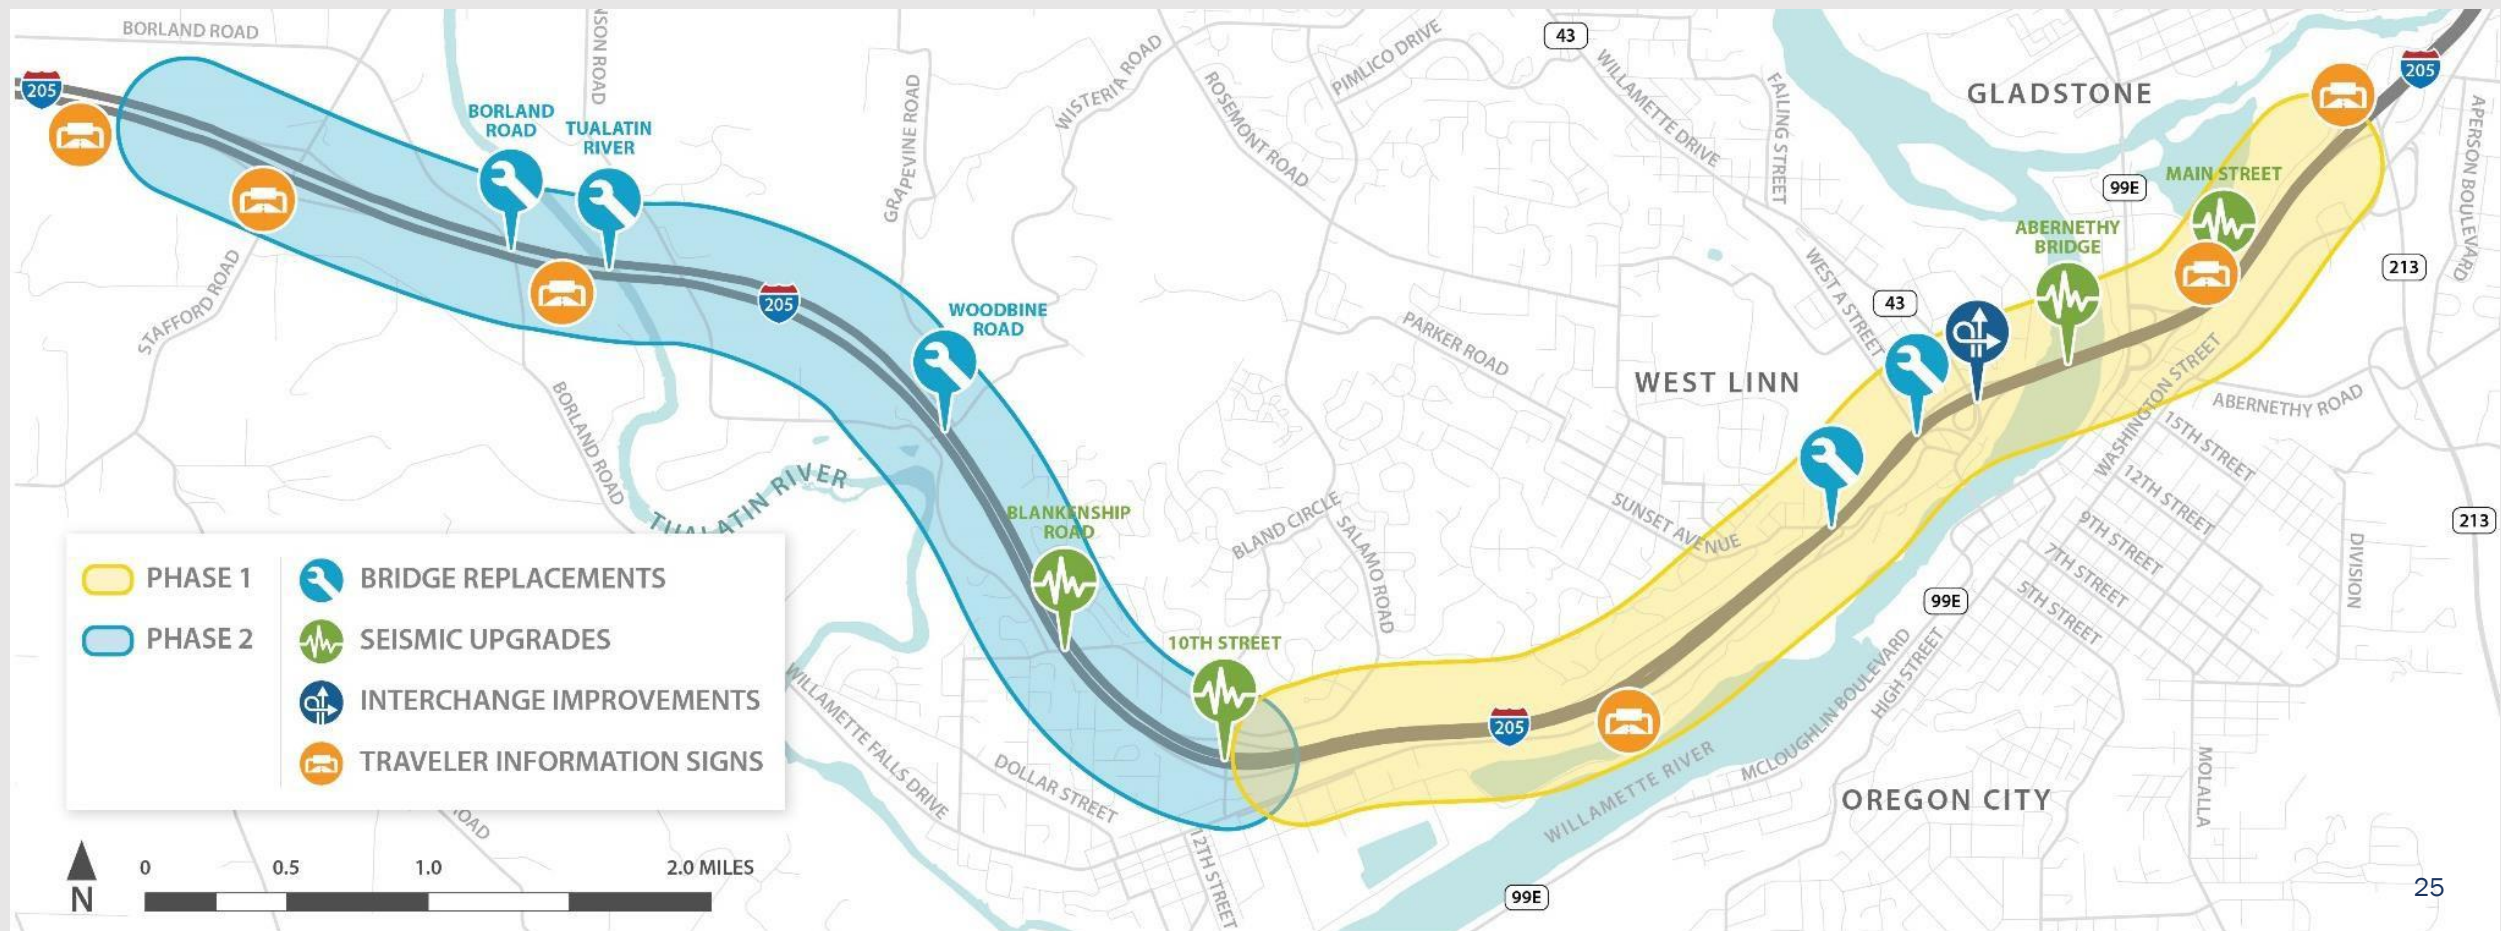 BORLAND ROAD
NSON ROAD
205
BORLAND
ROAD
TUALATIN
RIVER
GRAPEVINE ROAD
WISTERIA ROAD
ROSEMONT ROAD
PIMLICO DRIVE
43
WILLAMETTE DRIVE
FAILING STREET
GLADSTONE
205
APERSON BOULEVARD
99E
MAIN STREET
ABERNETHY
BRIDGE
213
STAFFORD ROAD
205
WOODBINE
ROAD
PARKER ROAD
WEST A STREET
43
WEST LINN
WASHINGTON STREET
ABERNETHY ROAD
BORLAND ROAD
TUALATIN RIVER
BLANKENSHIP
ROAD
BLAND CIRCLE
SALAMO ROAD
SUNSET AVENUE
15TH STREET
12TH STREET
9TH STREET
7TH STREET
5TH STREET
213
DIVISION
99E
PHASE 1
PHASE 2
BRIDGE REPLACEMENTS
SEISMIC UPGRADES
INTERCHANGE IMPROVEMENTS
TRAVELER INFORMATION SIGNS
10TH STREET
205
WILLAMETTE FALLS DRIVE
DOLLAR STREET
12TH STREET
WILLAMETTE RIVER
MCLOUGHLIN BOULEVARD
HIGH STREET
OREGON CITY
MOLALLA
OAD
99E
N
0 0.5 1.0 2.0 MILES
25